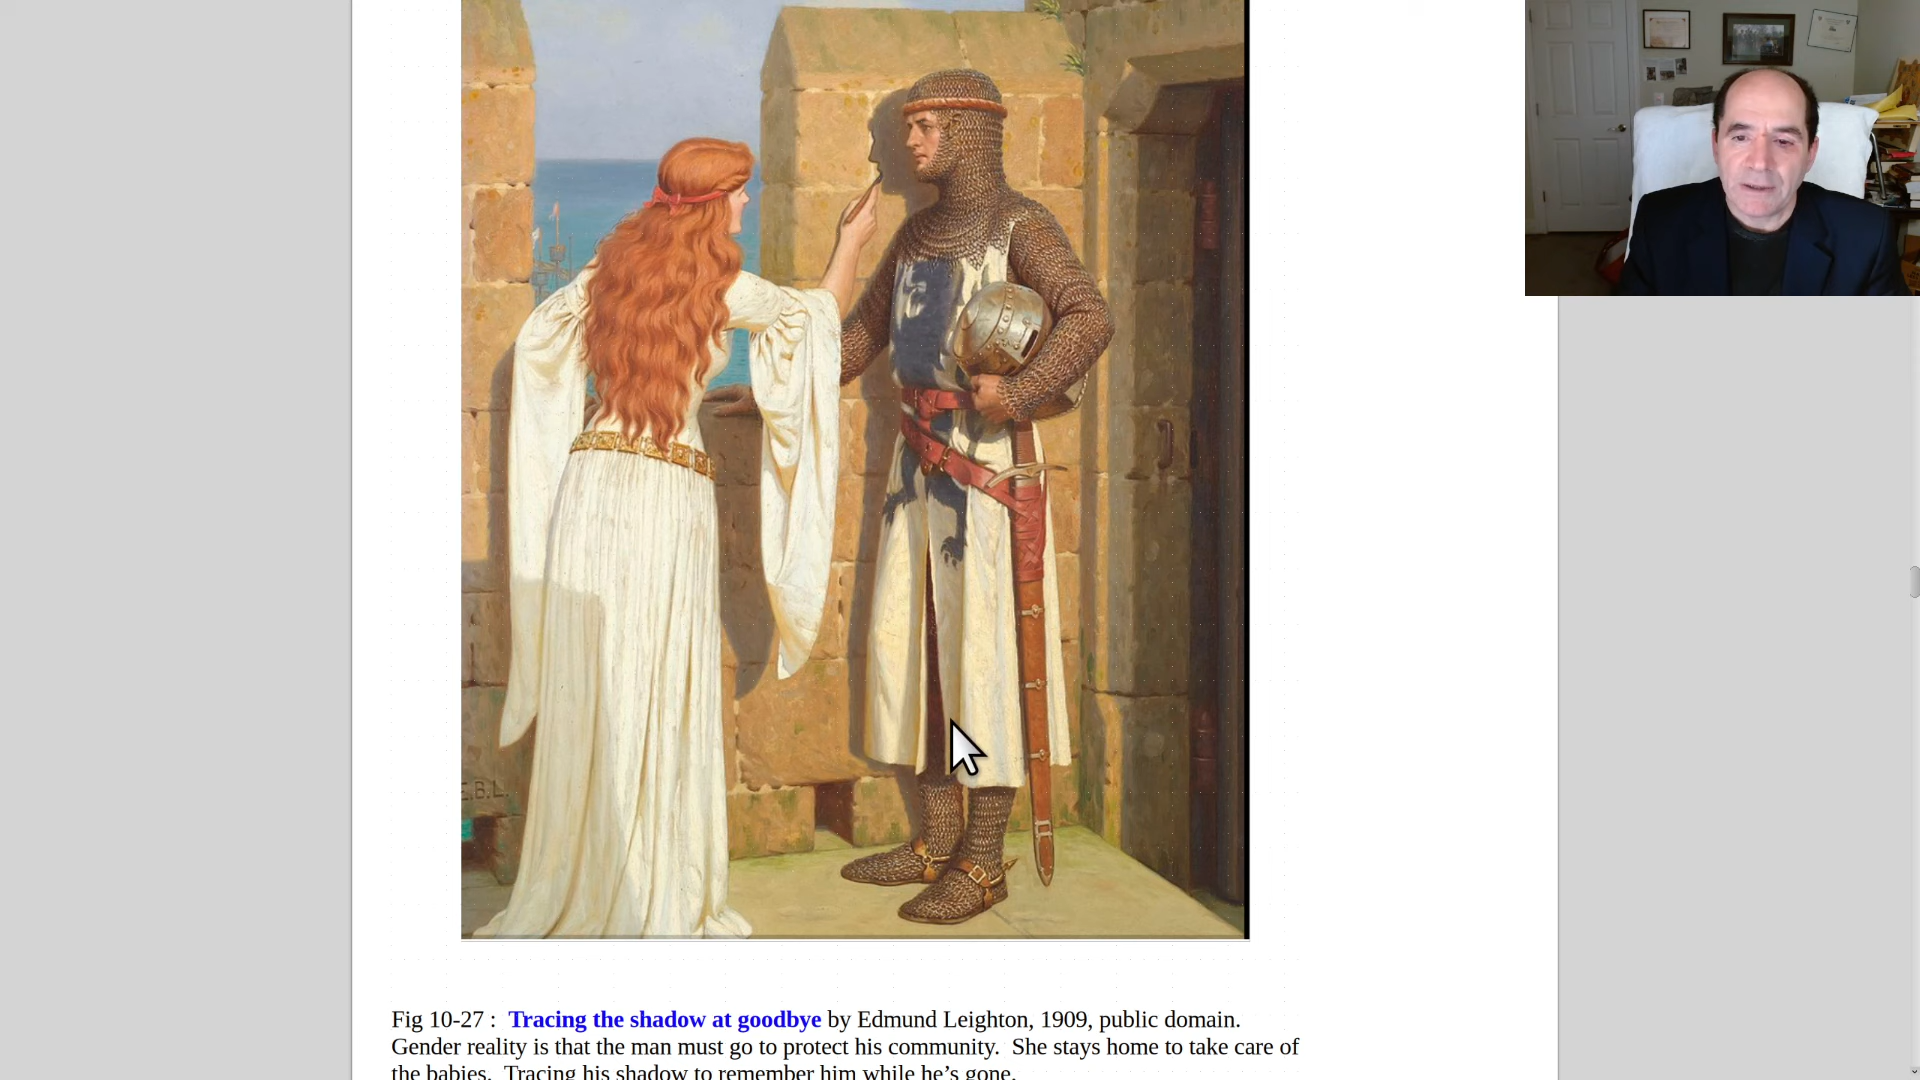 E.B.L.
Fig 10-27 :  Tracing the shadow at goodbye by Edmund Leighton, 1909, public domain.
Gender reality is that the man must go to protect his community.  She stays home to take care of
the babies.  Tracing his shadow to remember him while he’s gone.